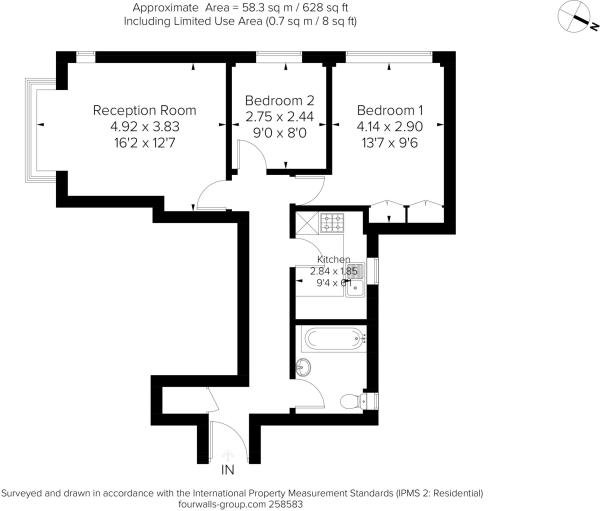 Approximate Area = 58.3 sq m / 628 sq ft
Including Limited Use Area (0.7 sq m / 8 sq ft)
N
Reception Room
4.92 x 3.83
16'2 x 12'7
Bedroom 2
2.75 x 2.44
9'0 x 8'0
Bedroom 1
4.14 x 2.90
13'7 x 9'6
Kitchen
2.84 x 1.85
9'4 x 6'1
IN
Surveyed and drawn in accordance with the International Property Measurement Standards (IPMS 2: Residential)
fourwalls-group.com 258583